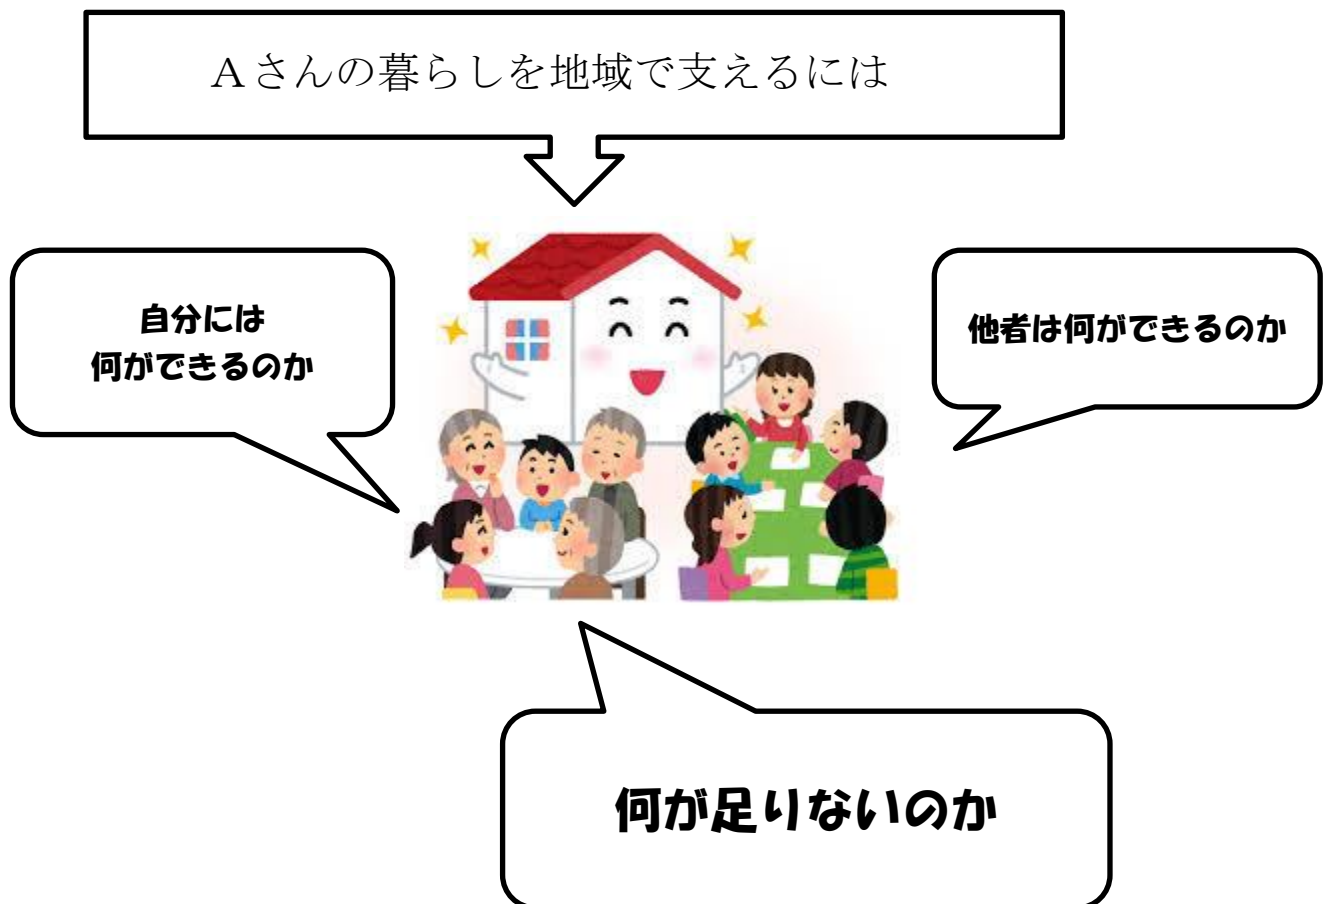 Aさんの暮らしを地域で支えるには
自分には
何ができるのか
他者は何ができるのか
何が足りないのか